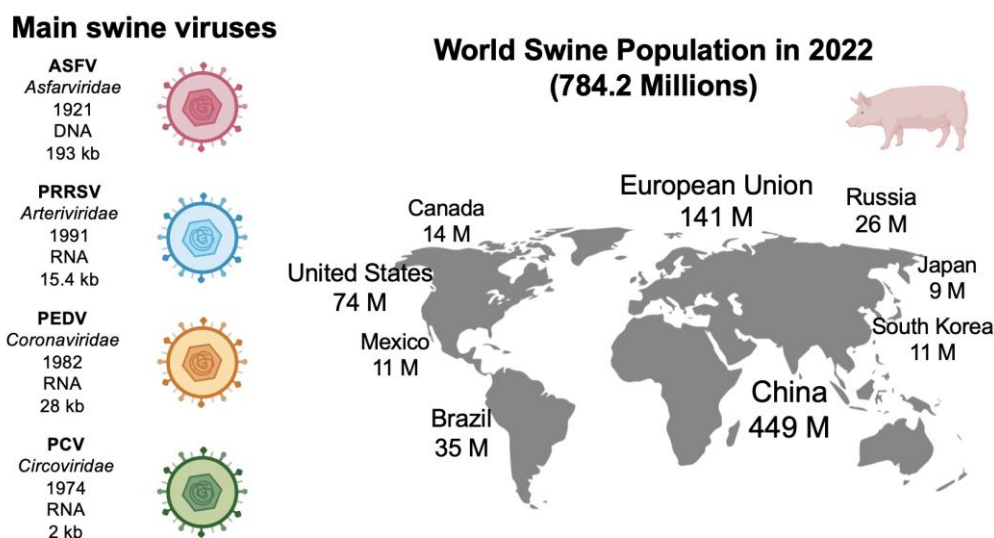 Main swine viruses
ASFV
Asfarviridae
1921
DNA
193 kb
PRRSV
Arteriviridae
1991
RNA
15.4 kb
PEDV
Coronaviridae
1982
RNA
28 kb
PCV
Circoviridae
1974
RNA
2 kb
World Swine Population in 2022
(784.2 Millions)
Canada
14 M
European Union
141 M
Russia
26 M
United States
74 M
Japan
9 M
Mexico
11 M
South Korea
11 M
Brazil
35 M
China
449 M